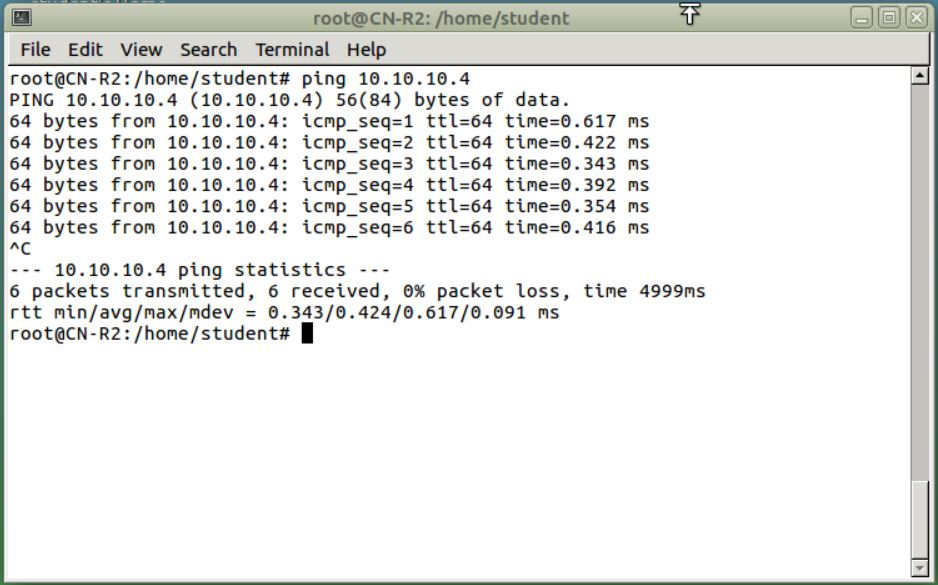 root@CN-R2: /home/student
File Edit View Search Terminal Help
root@CN-R2:/home/student# ping 10.10.10.4
PING 10.10.10.4 (10.10.10.4) 56(84) bytes of data.
64 bytes from 10.10.10.4: icmp_seq=1 ttl=64 time=0.617 ms
64 bytes from 10.10.10.4: icmp_seq=2 ttl=64 time=0.422 ms
64 bytes from 10.10.10.4: icmp_seq=3 ttl=64 time=0.343 ms
64 bytes from 10.10.10.4: icmp_seq=4 ttl=64 time=0.392 ms
64 bytes from 10.10.10.4: icmp_seq=5 ttl=64 time=0.354 ms
64 bytes from 10.10.10.4: icmp_seq=6 ttl=64 time=0.416 ms
^C
--- 10.10.10.4 ping statistics ---
6 packets transmitted, 6 received, 0% packet loss, time 4999ms
rtt min/avg/max/mdev = 0.343/0.424/0.617/0.091 ms
root@CN-R2:/home/student#